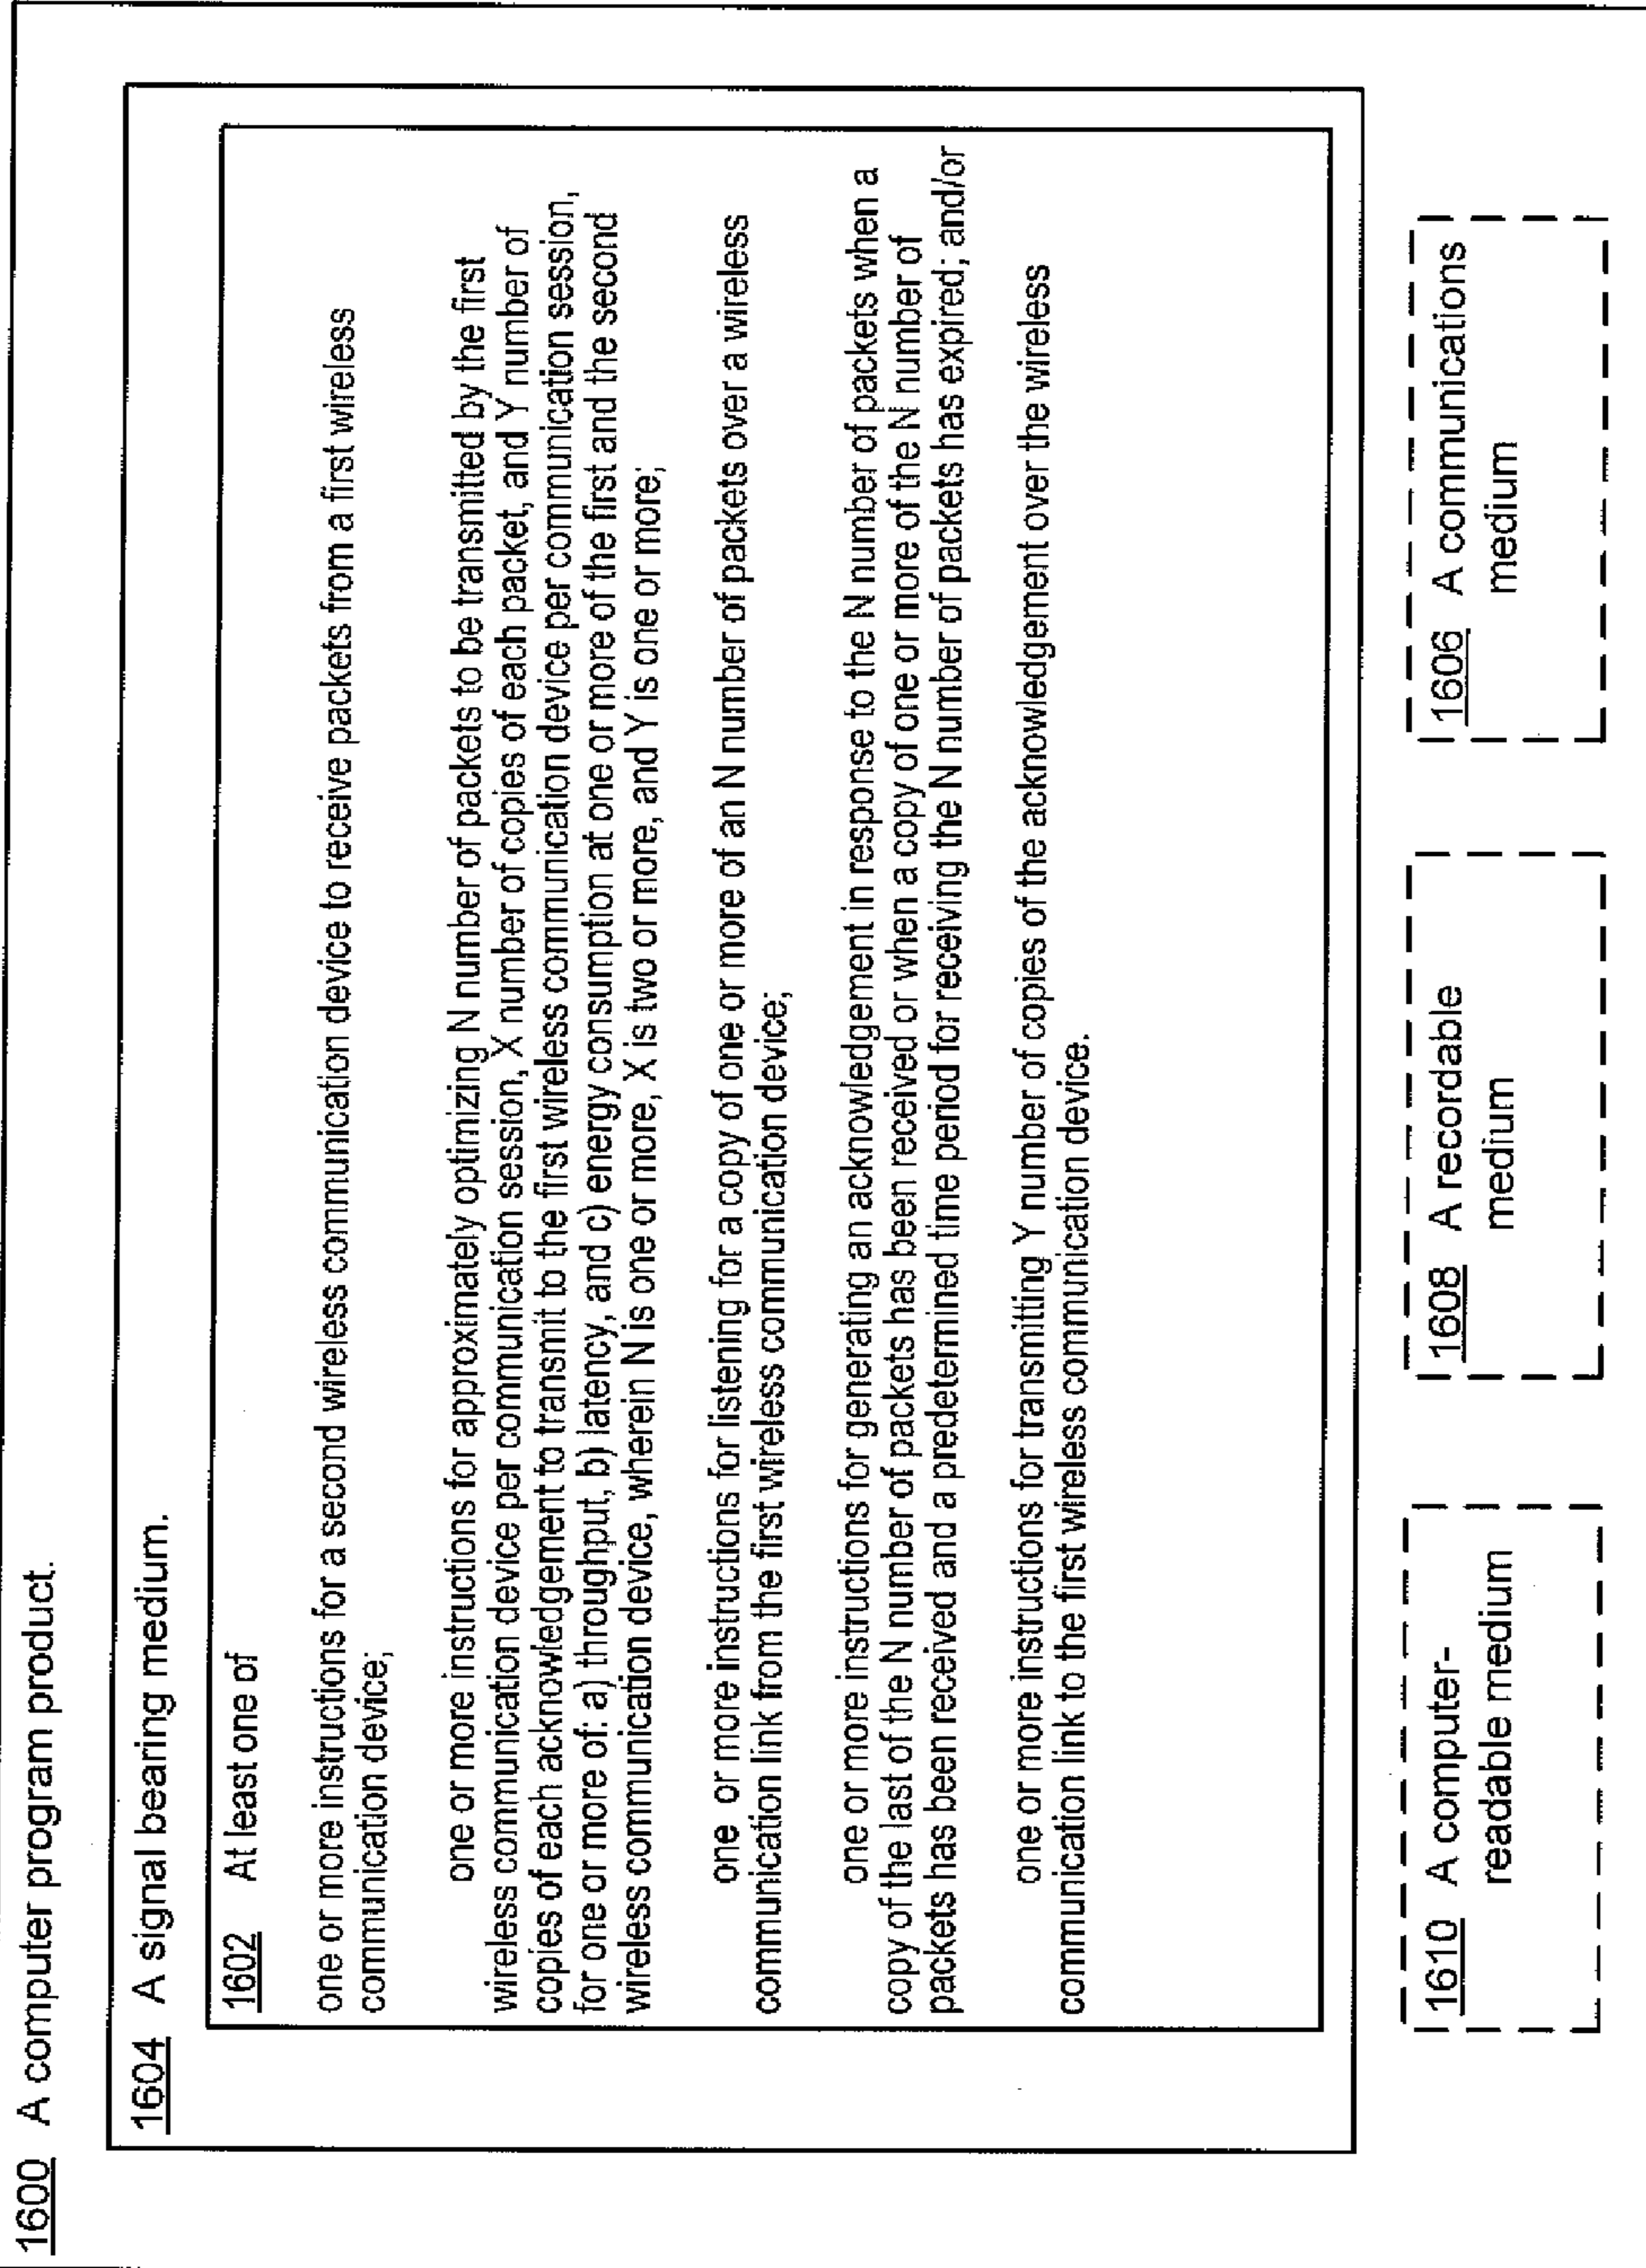 1600 A computer program product.
1604 A signal bearing medium.
1602 At least one of
one or more instructions for a second wireless communication device to receive packets from a first wireless
communication device;
one or more instructions for approximately optimizing N number of packets to be transmitted by the first
wireless communication device per communication session, X number of copies of each packet, and Y number of
copies of each acknowledgement to transmit to the first wireless communication device per communication session,
for one or more of: a) throughput, b) latency, and c) energy consumption at one or more of the first and the second
wireless communication device, wherein N is one or more, X is two or more, and Y is one or more;
one or more instructions for listening for a copy of one or more of an N number of packets over a wireless
communication link from the first wireless communication device;
one or more instructions for generating an acknowledgement in response to the N number of packets when a
copy of the last of the N number of packets has been received or when a copy of one or more of the N number of
packets has been received and a predetermined time period for receiving the N number of packets has expired; and/or
one or more instructions for transmitting Y number of copies of the acknowledgement over the wireless
communication link to the first wireless communication device.
1610 A computer-
readable medium
1608 A recordable
medium
1606 A communications
medium